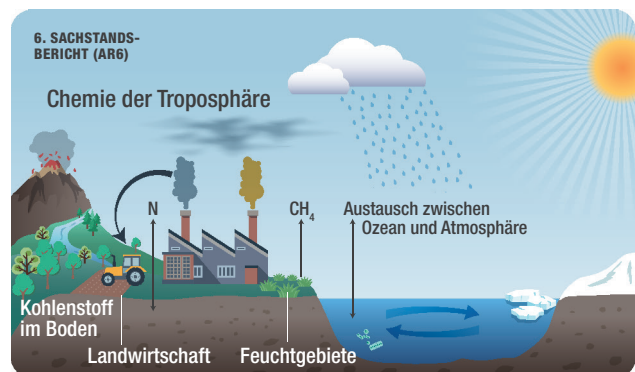 6. SACHSTANDS-
BERICHT (AR6)
Chemie der Troposphäre
N
CH₄
Austausch zwischen
Ozean und Atmosphäre
Kohlenstoff
im Boden
Landwirtschaft
Feuchtgebiete